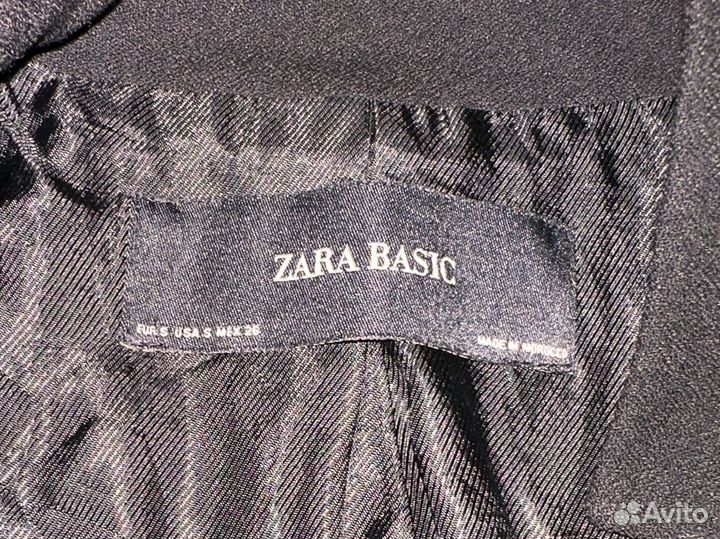 ZARA BASIC
EUR S USA S MEX 26
MADE IN MOROCCO
Avito